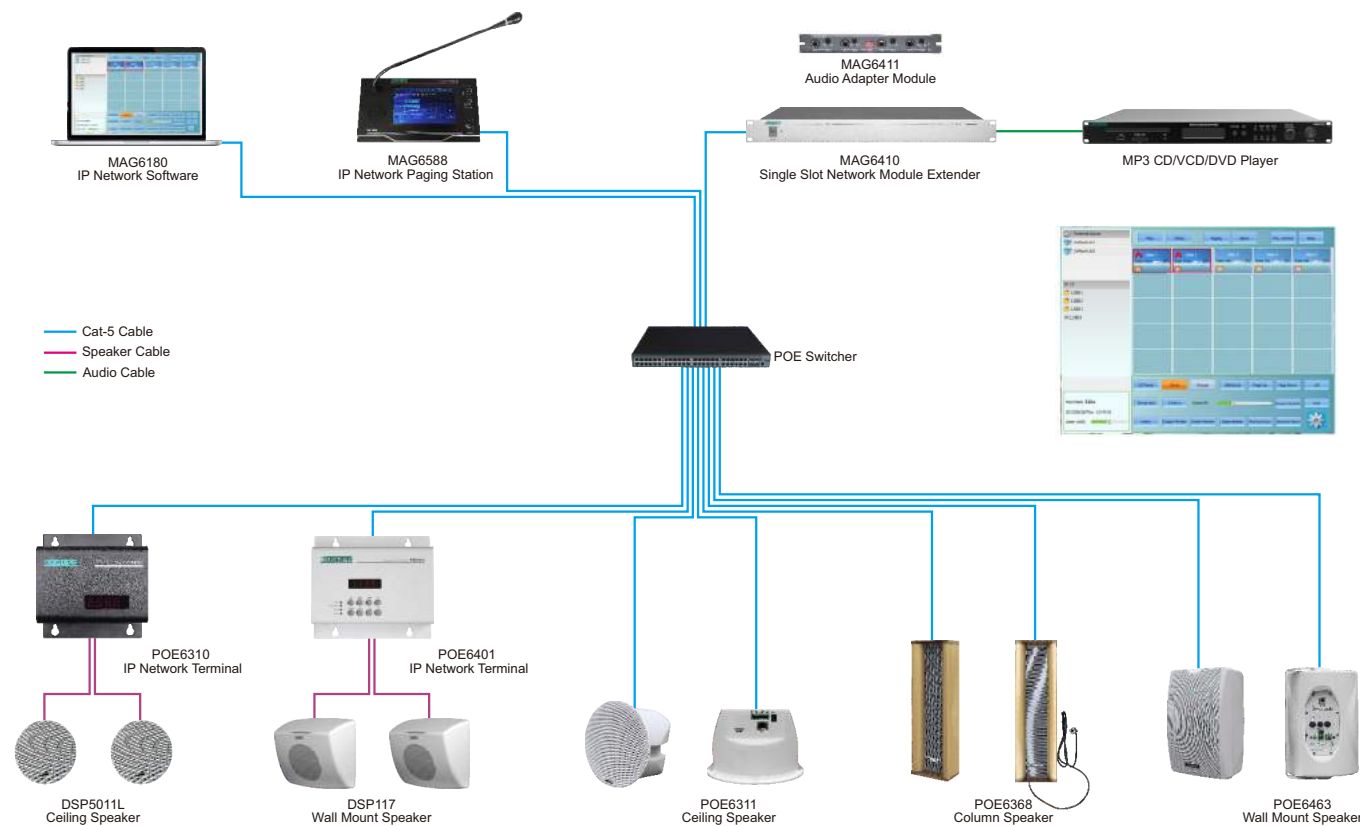 MAG6411
Audio Adapter Module
MAG6180
IP Network Software
MAG6588
IP Network Paging Station
MAG6410
Single Slot Network Module Extender
MP3 CD/VCD/DVD Player
Cat-5 Cable
Speaker Cable
Audio Cable
POE Switcher
POE6310
IP Network Terminal
POE6401
IP Network Terminal
DSP5011L
Ceiling Speaker
DSP117
Wall Mount Speaker
POE6311
Ceiling Speaker
POE6368
Column Speaker
POE6463
Wall Mount Speaker